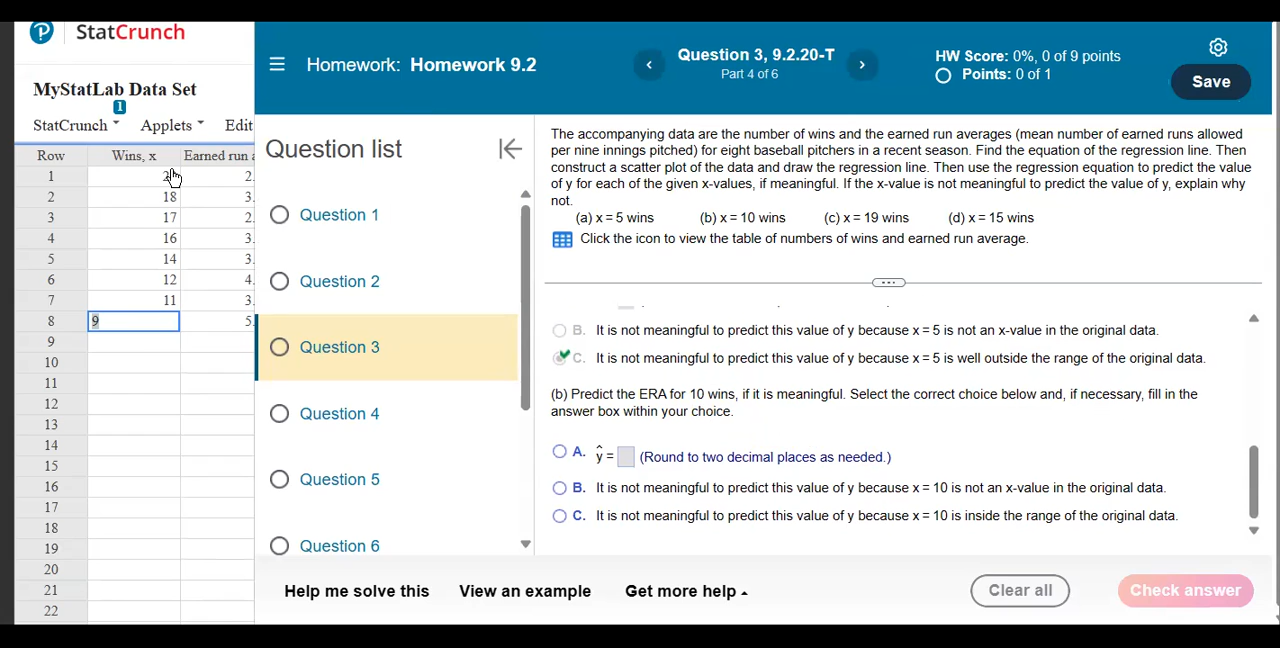 StatCrunch
MyStatLab Data Set
1
StatCrunch Applets Edit
Row Wins, x Earned run a
1 2.
2 18 3.
3 17 2.
4 16 3.
5 14 3.
6 12 4.
7 11 3.
8 9 5.
9
10
11
12
13
14
15
16
17
18
19
20
21
22
Homework: Homework 9.2
Question 3, 9.2.20-T
Part 4 of 6
HW Score: 0%, 0 of 9 points
Points: 0 of 1
Save
Question list
Question 1
Question 2
Question 3
Question 4
Question 5
Question 6
The accompanying data are the number of wins and the earned run averages (mean number of earned runs allowed
per nine innings pitched) for eight baseball pitchers in a recent season. Find the equation of the regression line. Then
construct a scatter plot of the data and draw the regression line. Then use the regression equation to predict the value
of y for each of the given x-values, if meaningful. If the x-value is not meaningful to predict the value of y, explain why
not.
(a) x = 5 wins (b) x = 10 wins (c) x = 19 wins (d) x = 15 wins
Click the icon to view the table of numbers of wins and earned run average.
B. It is not meaningful to predict this value of y because x = 5 is not an x-value in the original data.
C. It is not meaningful to predict this value of y because x = 5 is well outside the range of the original data.
(b) Predict the ERA for 10 wins, if it is meaningful. Select the correct choice below and, if necessary, fill in the
answer box within your choice.
A. ŷ = (Round to two decimal places as needed.)
B. It is not meaningful to predict this value of y because x = 10 is not an x-value in the original data.
C. It is not meaningful to predict this value of y because x = 10 is inside the range of the original data.
Help me solve this View an example Get more help
Clear all
Check answer